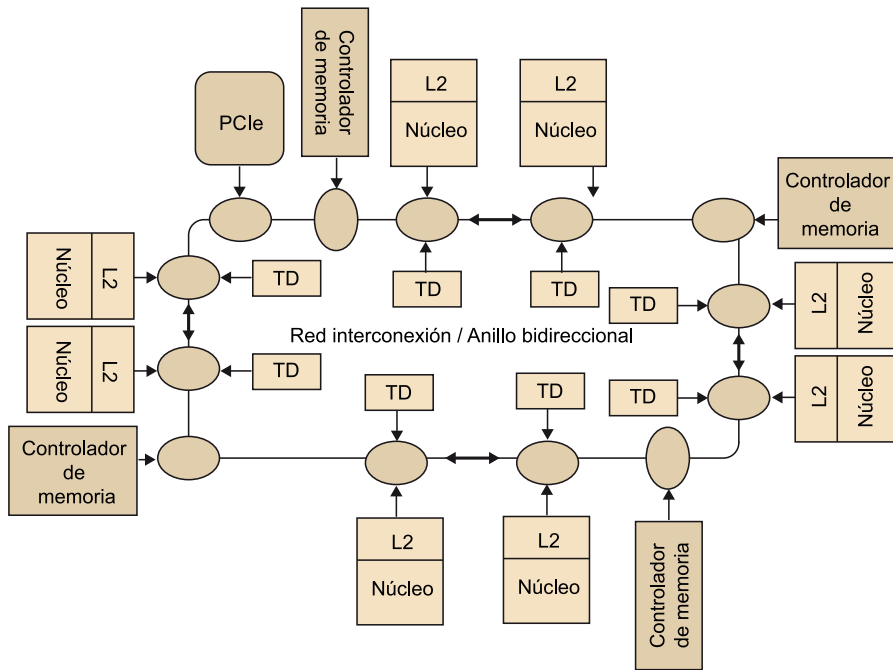 PCIe
Controlador
de memoria
L2
Núcleo
L2
Núcleo
Controlador
de
memoria
TD
TD
Núcleo
L2
TD
TD
L2
Núcleo
Red interconexión / Anillo bidireccional
Núcleo
L2
TD
TD
L2
Núcleo
TD
TD
Controlador
de
memoria
L2
Núcleo
L2
Núcleo
Controlador
de memoria